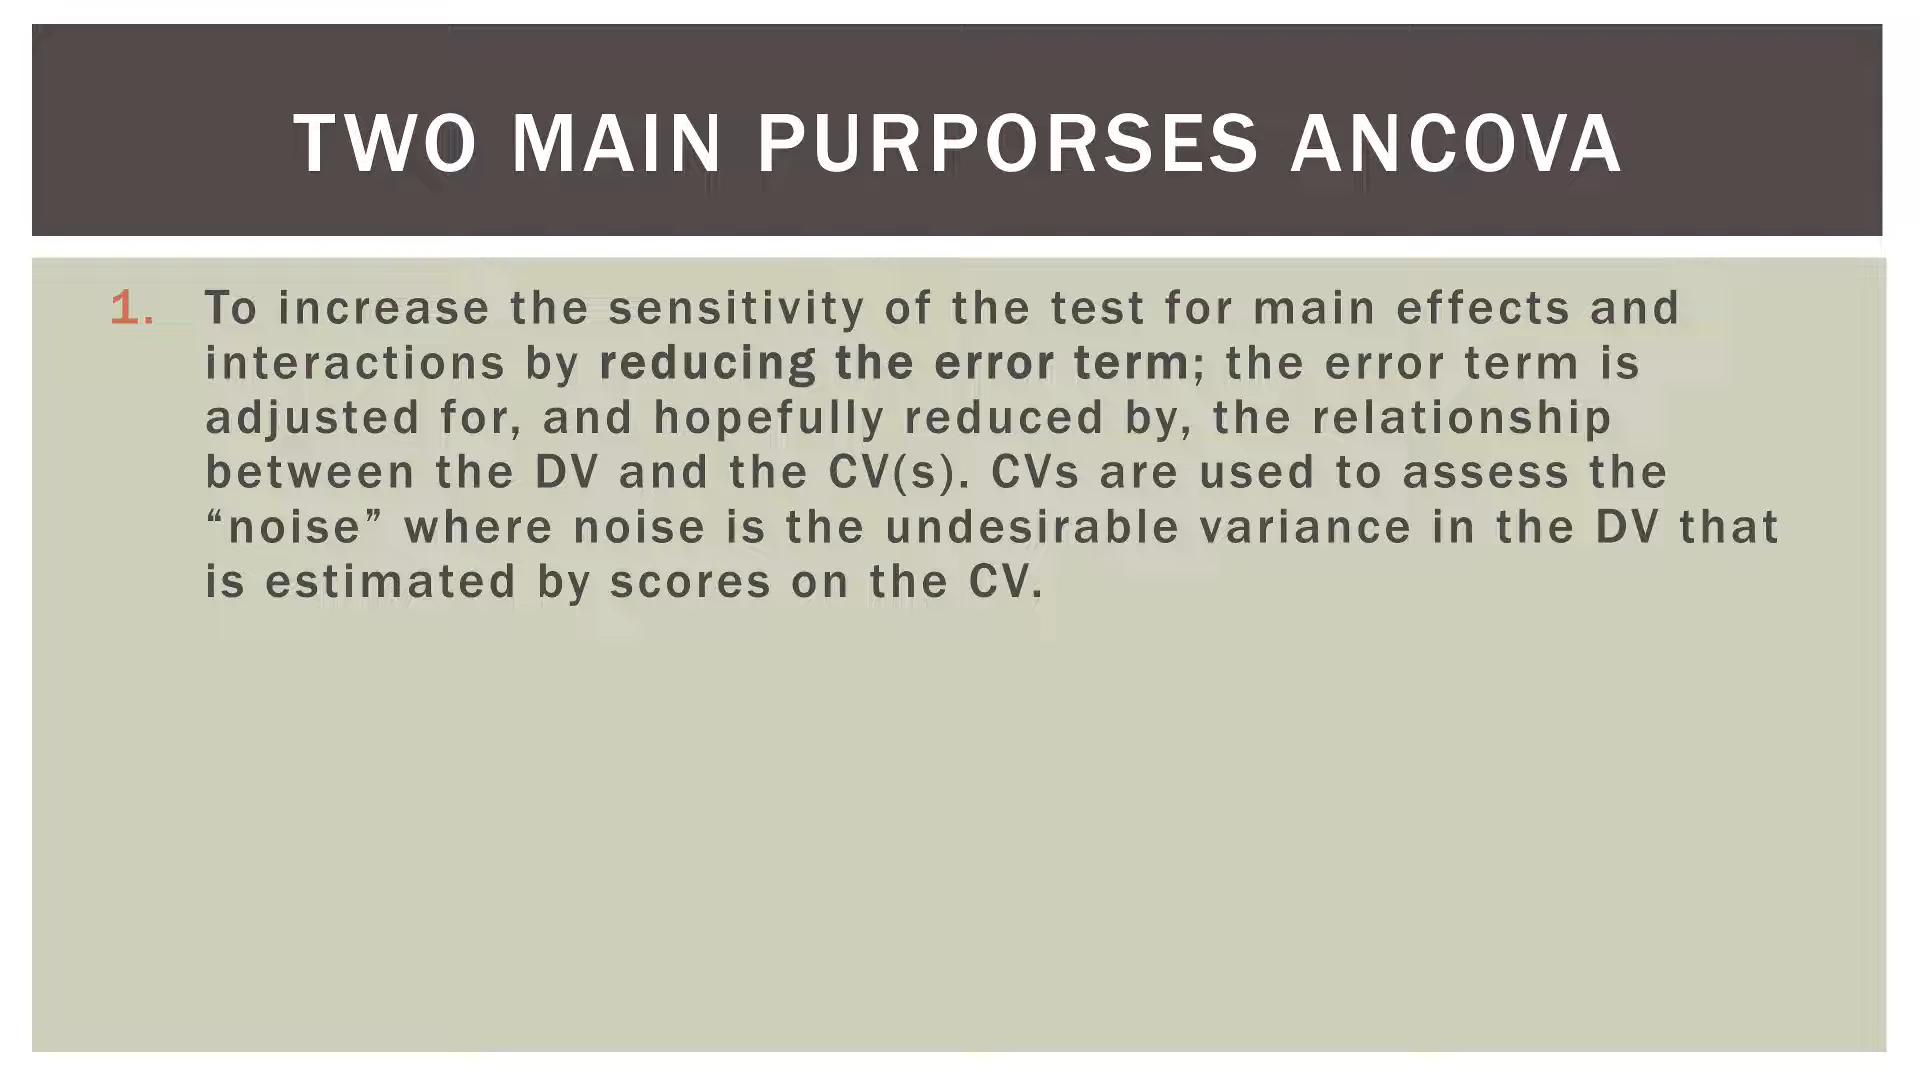 TWO MAIN PURPORSES ANCOVA
1. To increase the sensitivity of the test for main effects and
interactions by reducing the error term; the error term is
adjusted for, and hopefully reduced by, the relationship
between the DV and the CV(s). CVs are used to assess the
“noise” where noise is the undesirable variance in the DV that
is estimated by scores on the CV.